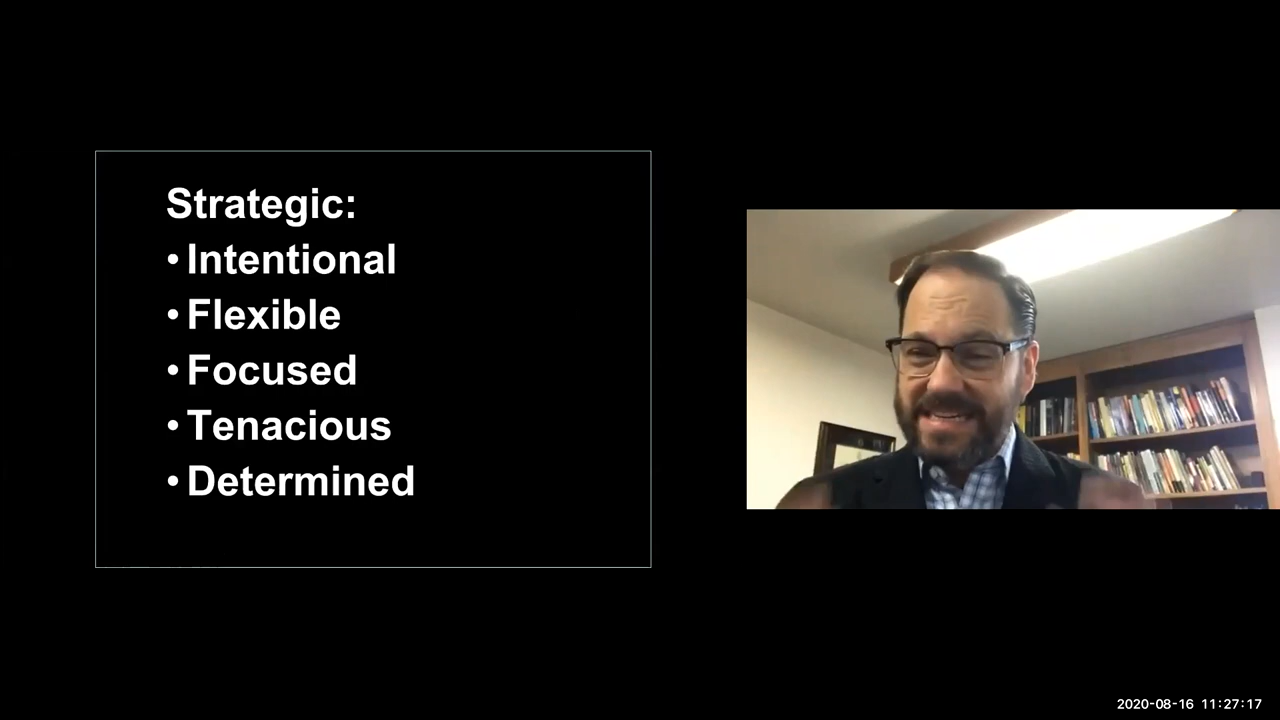 Strategic:
• Intentional
• Flexible
• Focused
• Tenacious
• Determined
2020-08-16 11:27:17